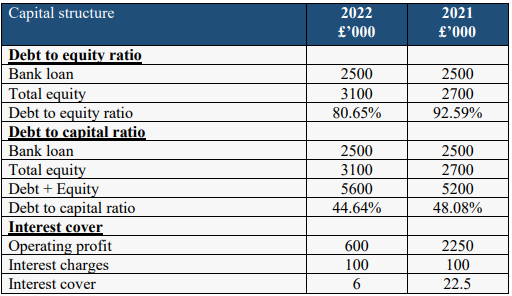 Capital structure 2022 2021
£’000 £’000
Debt to equity ratio
Bank loan 2500 2500
Total equity 3100 2700
Debt to equity ratio 80.65% 92.59%
Debt to capital ratio
Bank loan 2500 2500
Total equity 3100 2700
Debt + Equity 5600 5200
Debt to capital ratio 44.64% 48.08%
Interest cover
Operating profit 600 2250
Interest charges 100 100
Interest cover 6 22.5